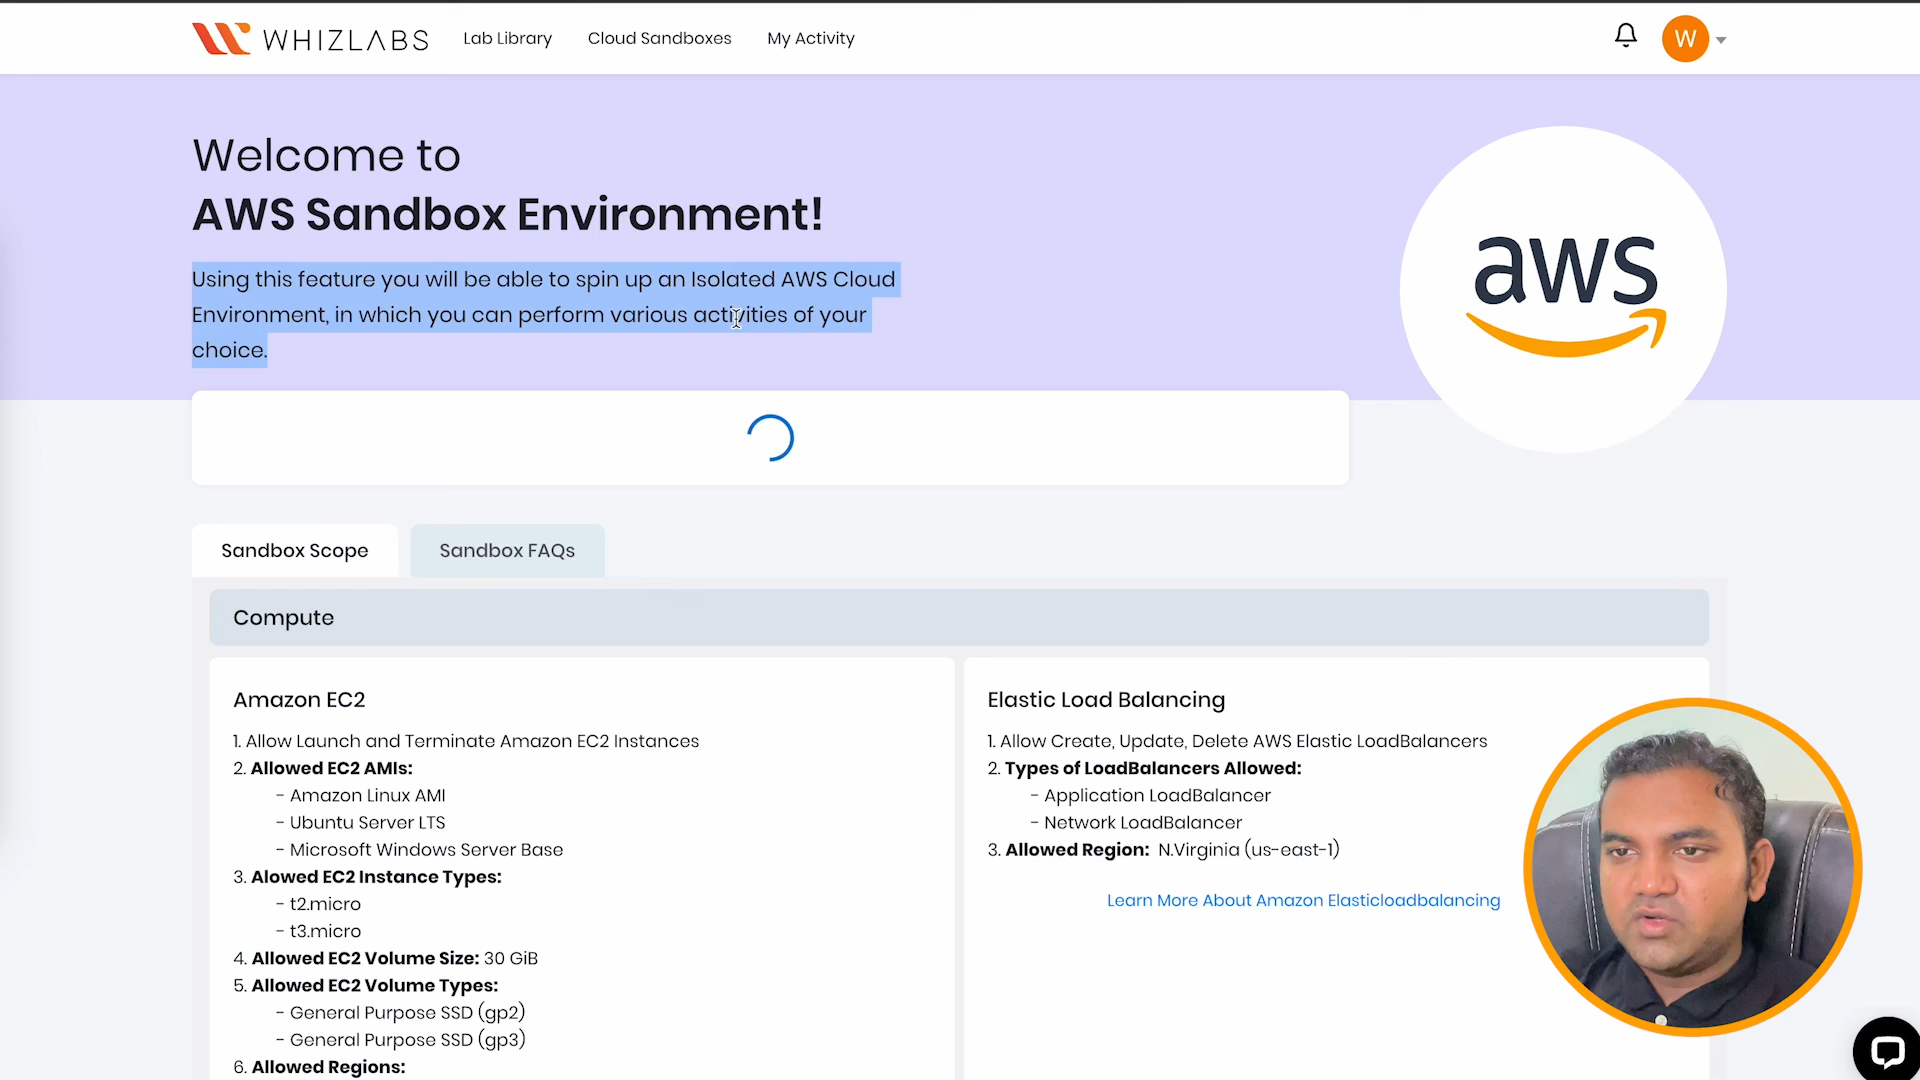 WHIZLABS
Lab Library
Cloud Sandboxes
My Activity
W
Welcome to
AWS Sandbox Environment!
Using this feature you will be able to spin up an Isolated AWS Cloud
Environment, in which you can perform various activities of your
choice.
aws
Sandbox Scope
Sandbox FAQs
Compute
Amazon EC2
1. Allow Launch and Terminate Amazon EC2 Instances
2. Allowed EC2 AMIs:
- Amazon Linux AMI
- Ubuntu Server LTS
- Microsoft Windows Server Base
3. Alowed EC2 Instance Types:
- t2.micro
- t3.micro
4. Allowed EC2 Volume Size: 30 GiB
5. Allowed EC2 Volume Types:
- General Purpose SSD (gp2)
- General Purpose SSD (gp3)
6. Allowed Regions:
Elastic Load Balancing
1. Allow Create, Update, Delete AWS Elastic LoadBalancers
2. Types of LoadBalancers Allowed:
- Application LoadBalancer
- Network LoadBalancer
3. Allowed Region: N.Virginia (us-east-1)
Learn More About Amazon Elasticloadbalancing